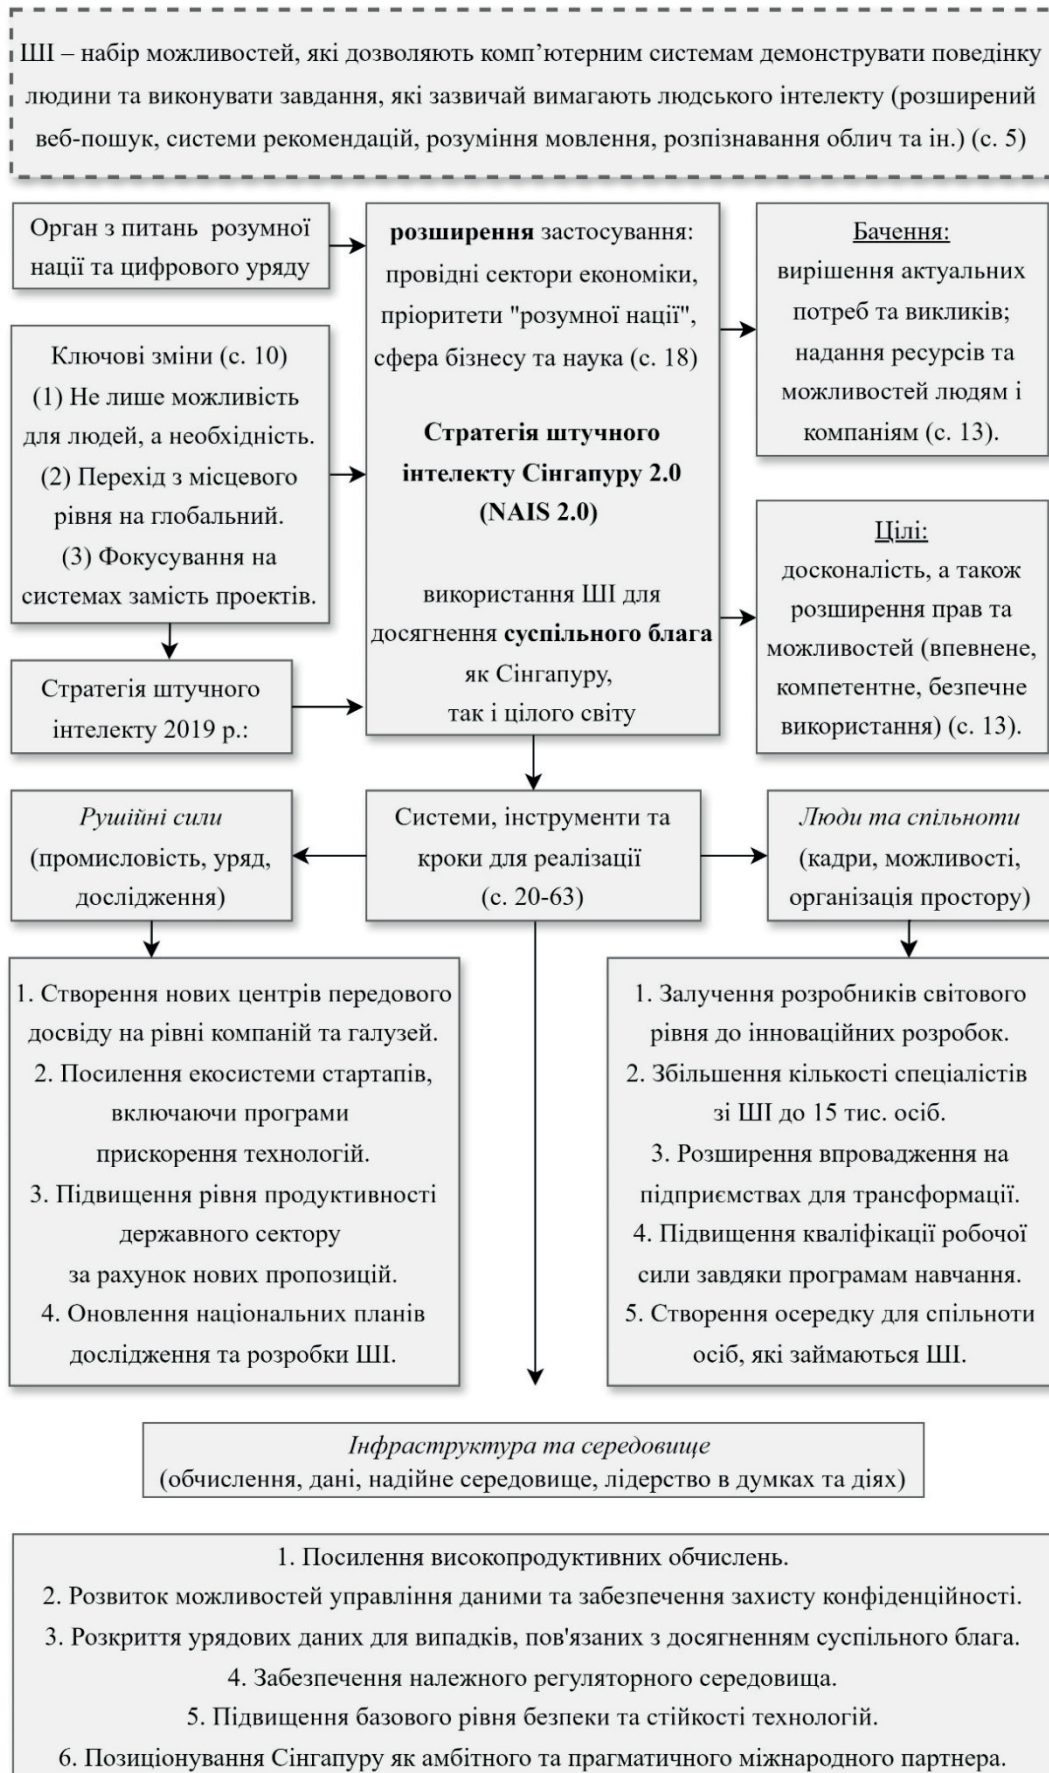 ШІ – набір можливостей, які дозволяють комп’ютерним системам демонструвати поведінку
людини та виконувати завдання, які зазвичай вимагають людського інтелекту (розширений
веб-пошук, системи рекомендацій, розуміння мовлення, розпізнавання облич та ін.) (с. 5)
Орган з питань розумної
нації та цифрового уряду
Ключові зміни (с. 10)
(1) Не лише можливість
для людей, а необхідність.
(2) Перехід з місцевого
рівня на глобальний.
(3) Фокусування на
системах замість проектів.
Стратегія штучного
інтелекту 2019 р.:
розширення застосування:
провідні сектори економіки,
пріоритети "розумної нації",
сфера бізнесу та наука (с. 18)
Стратегія штучного
інтелекту Сінгапуру 2.0
(NAIS 2.0)
використання ШІ для
досягнення суспільного блага
як Сінгапуру,
так і цілого світу
Бачення:
вирішення актуальних
потреб та викликів;
надання ресурсів та
можливостей людям і
компаніям (с. 13).
Цілі:
досконалість, а також
розширення прав та
можливостей (впевнене,
компетентне, безпечне
використання) (с. 13).
Рушійні сили
(промисловість, уряд,
дослідження)
Системи, інструменти та
кроки для реалізації
(с. 20-63)
Люди та спільноти
(кадри, можливості,
організація простору)
1. Створення нових центрів передового
досвіду на рівні компаній та галузей.
2. Посилення екосистеми стартапів,
включаючи програми
прискорення технологій.
3. Підвищення рівня продуктивності
державного сектору
за рахунок нових пропозицій.
4. Оновлення національних планів
дослідження та розробки ШІ.
1. Залучення розробників світового
рівня до інноваційних розробок.
2. Збільшення кількості спеціалістів
зі ШІ до 15 тис. осіб.
3. Розширення впровадження на
підприємствах для трансформації.
4. Підвищення кваліфікації робочої
сили завдяки програмам навчання.
5. Створення осередку для спільноти
осіб, які займаються ШІ.
Інфраструктура та середовище
(обчислення, дані, надійне середовище, лідерство в думках та діях)
1. Посилення високопродуктивних обчислень.
2. Розвиток можливостей управління даними та забезпечення захисту конфіденційності.
3. Розкриття урядових даних для випадків, пов'язаних з досягненням суспільного блага.
4. Забезпечення належного регуляторного середовища.
5. Підвищення базового рівня безпеки та стійкості технологій.
6. Позиціонування Сінгапуру як амбітного та прагматичного міжнародного партнера.